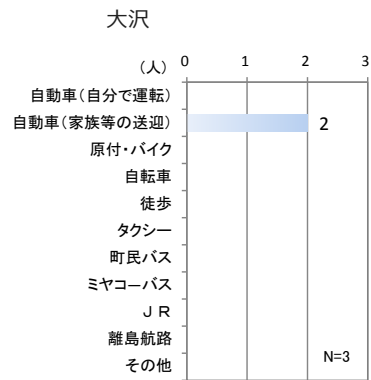 大沢
(人) 0 1 2 3
自動車(自分で運転)
自動車(家族等の送迎) 2
原付・バイク
自転車
徒歩
タクシー
町民バス
ミヤコーバス
ＪＲ
離島航路
その他 N=3